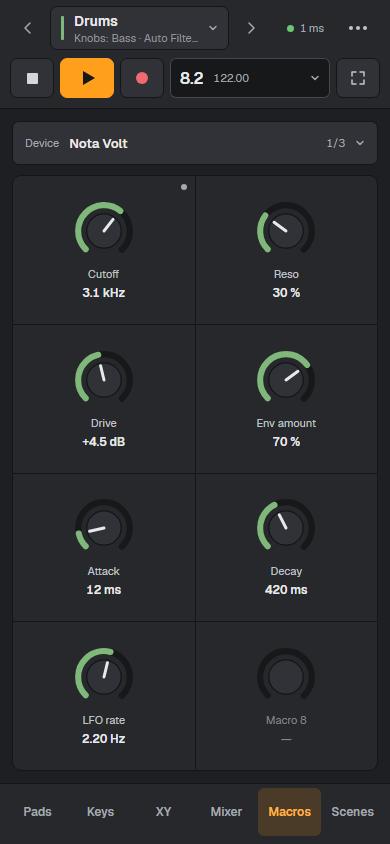 Drums
Knobs: Bass · Auto Filte...
1 ms
8.2 122.00
Device Nota Volt 1/3
Cutoff
3.1 kHz
Reso
30 %
Drive
+4.5 dB
Env amount
70 %
Attack
12 ms
Decay
420 ms
LFO rate
2.20 Hz
Macro 8
—
Pads Keys XY Mixer Macros Scenes